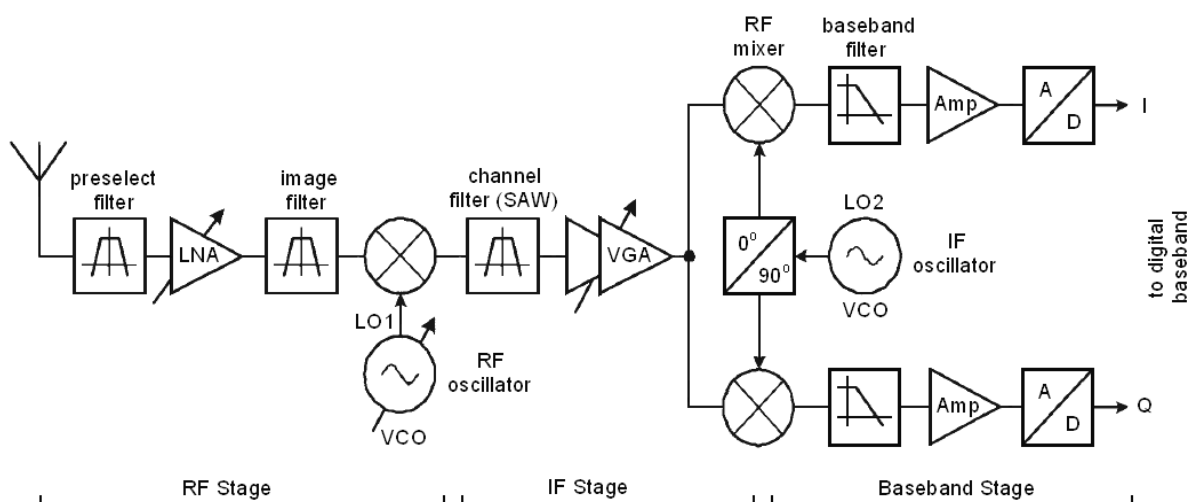 RF
mixer
baseband
filter
Amp
A
D
I
preselect
filter
image
filter
channel
filter (SAW)
LNA
VGA
0°
90°
LO2
IF
oscillator
VCO
to digital
baseband
LO1
RF
oscillator
VCO
Amp
A
D
Q
RF Stage
IF Stage
Baseband Stage